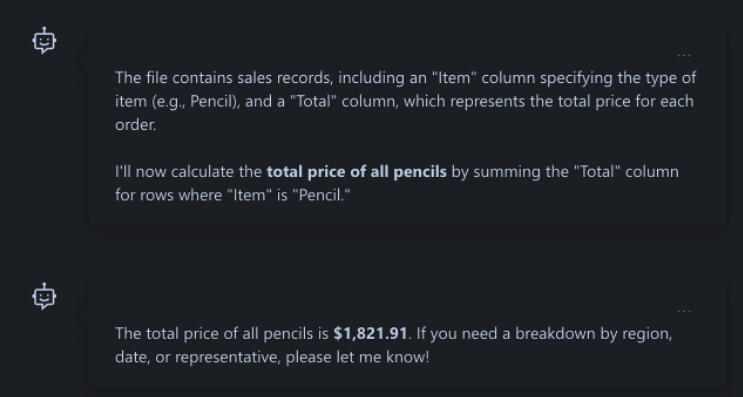 ...
The file contains sales records, including an "Item" column specifying the type of
item (e.g., Pencil), and a "Total" column, which represents the total price for each
order.
I'll now calculate the total price of all pencils by summing the "Total" column
for rows where "Item" is "Pencil."
...
The total price of all pencils is $1,821.91. If you need a breakdown by region,
date, or representative, please let me know!